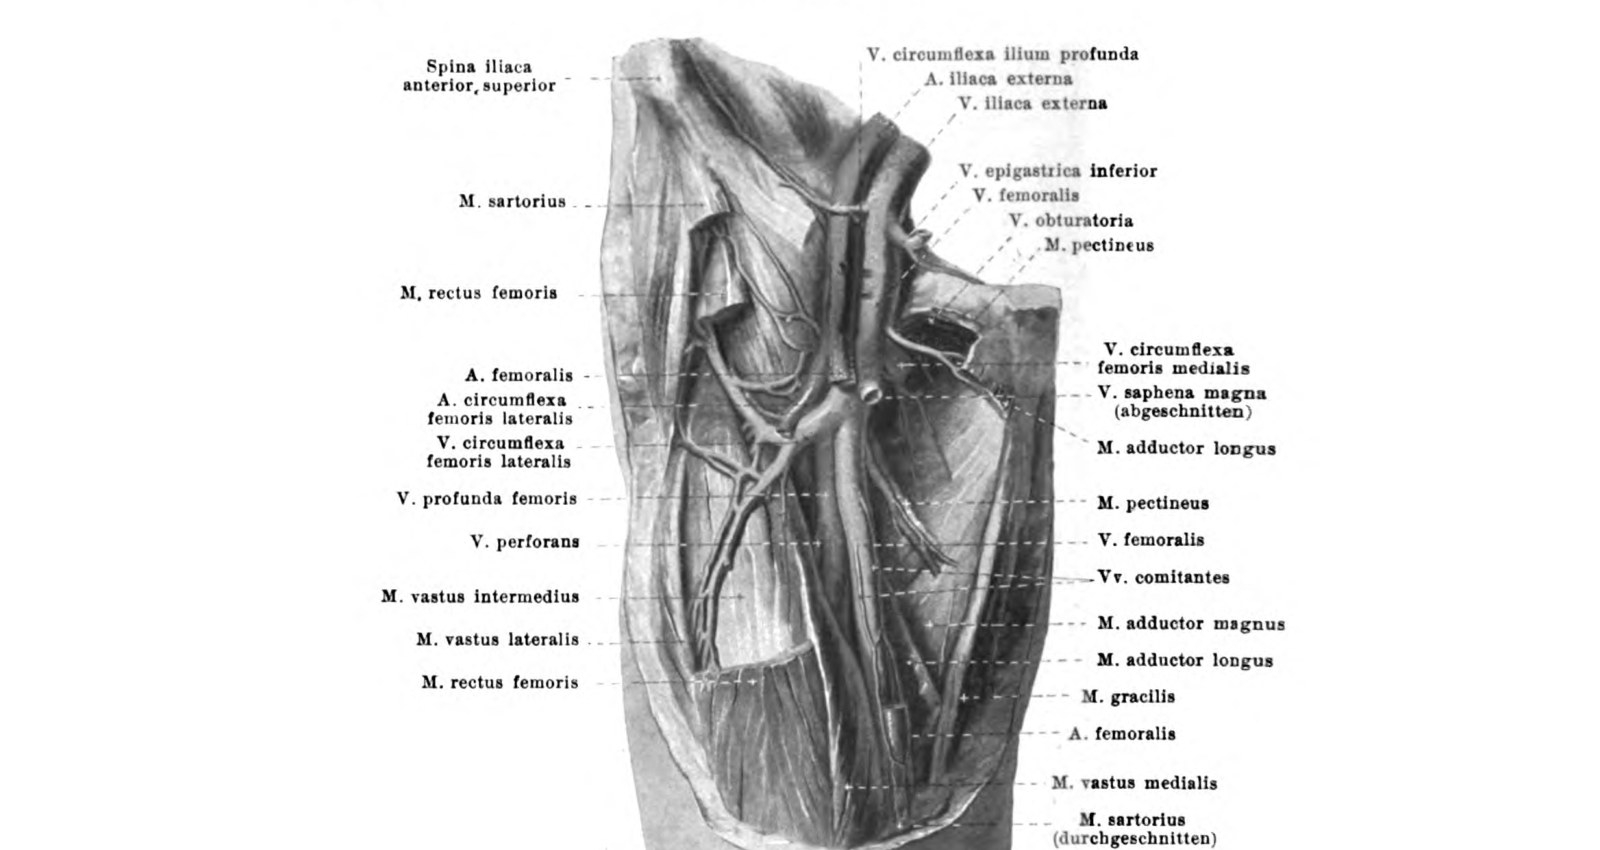 Spina iliaca
anterior, superior
M. sartorius
M. rectus femoris
A. femoralis
A. circumflexa
femoris lateralis
V. circumflexa
femoris lateralis
V. profunda femoris
V. perforans
M. vastus intermedius
M. vastus lateralis
M. rectus femoris
V. circumflexa ilium profunda
A. iliaca externa
V. iliaca externa
V. epigastrica inferior
V. femoralis
V. obturatoria
M. pectineus
V. circumflexa
femoris medialis
V. saphena magna
(abgeschnitten)
M. adductor longus
M. pectineus
V. femoralis
Vv. comitantes
M. adductor magnus
M. adductor longus
M. gracilis
A. femoralis
M. vastus medialis
M. sartorius
(durchgeschnitten)